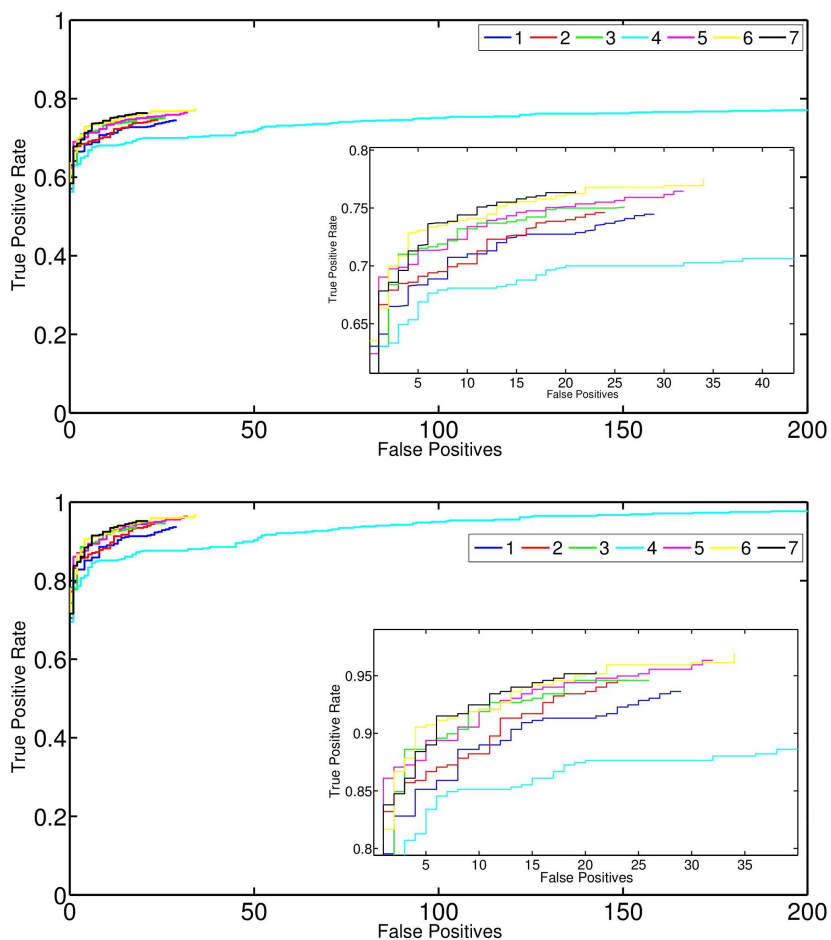 1
1 2 3 4 5 6 7
0.8
0.8
0.75
0.6
0.7
0.4
0.65
0.2
5 10 15 20 25 30 35 40
False Positives
True Positive Rate
True Positive Rate
0
0 50 100 150 200
False Positives
1
1 2 3 4 5 6 7
0.8
0.6
0.95
0.9
0.4
0.85
0.2
0.8
5 10 15 20 25 30 35
False Positives
True Positive Rate
True Positive Rate
0
0 50 100 150 200
False Positives